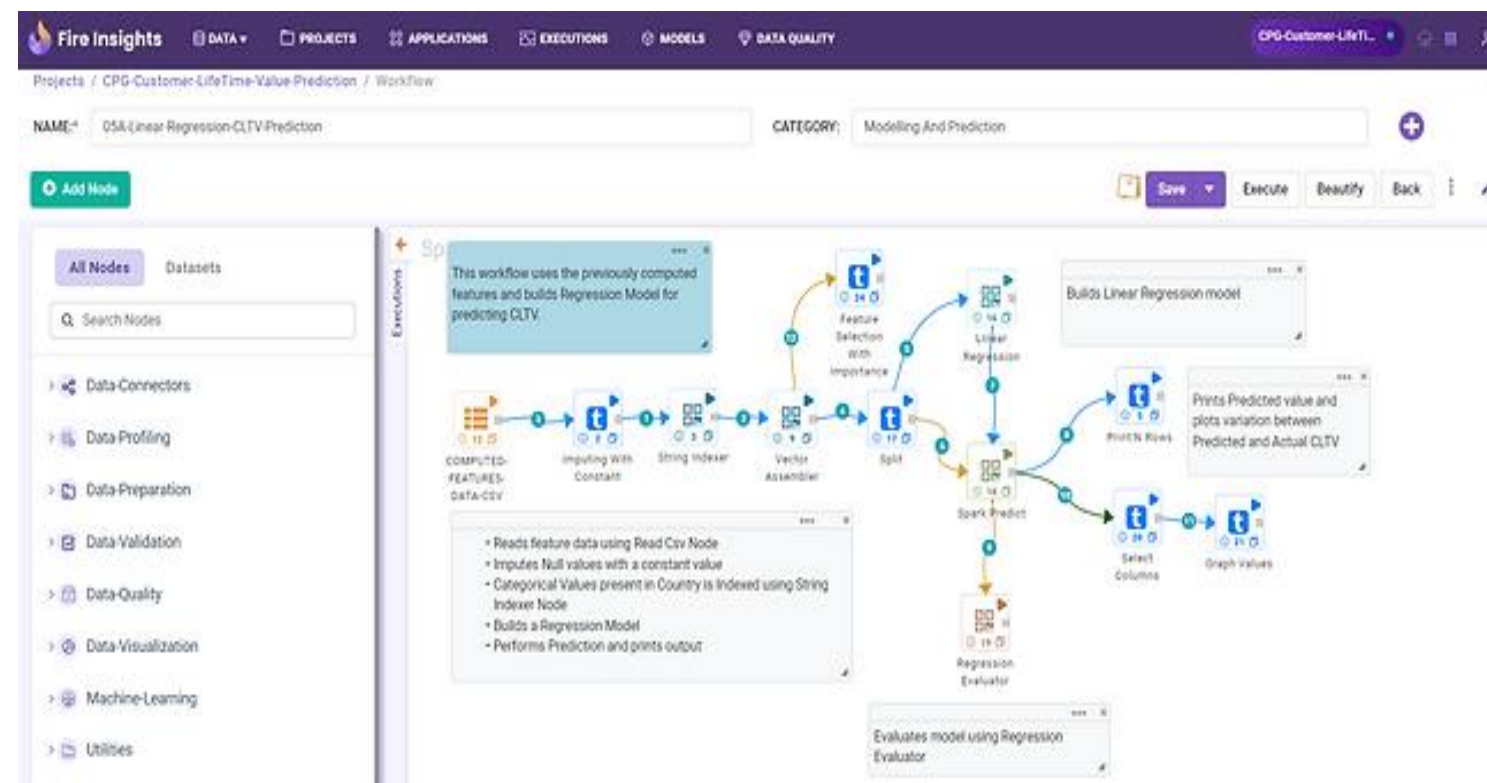 Fire Insights DATA PROJECTS APPLICATIONS EXECUTIONS MODELS DATA QUALITY CPG-Customer-LifeTi...
Projects / CPG-Customer-LifeTime-Value-Prediction / Workflow
NAME:* 05A-Linear-Regression-CLTV-Prediction CATEGORY: Modelling And Prediction
Add Node Save Execute Beautify Back
All Nodes Datasets
Search Nodes
Data-Connectors
Data-Profiling
Data-Preparation
Data-Validation
Data-Quality
Data-Visualization
Machine-Learning
Utilities
Executions
Sp
This workflow uses the previously computed
features and builds Regression Model for
predicting CLTV.
Feature
Selection
With
Importance
Linear
Regression
Builds Linear Regression model
COMPUTED-
FEATURES-
DATA-CSV
Imputing With
Constant
String Indexer
Vector
Assembler
Split
Spark Predict
Print N Rows
Prints Predicted value and
plots variation between
Predicted and Actual CLTV
Select
Columns
Graph Values
• Reads feature data using Read Csv Node
• Imputes Null values with a constant value
• Categorical Values present in Country is Indexed using String
Indexer Node
• Builds a Regression Model
• Performs Prediction and prints output
Regression
Evaluator
Evaluates model using Regression
Evaluator